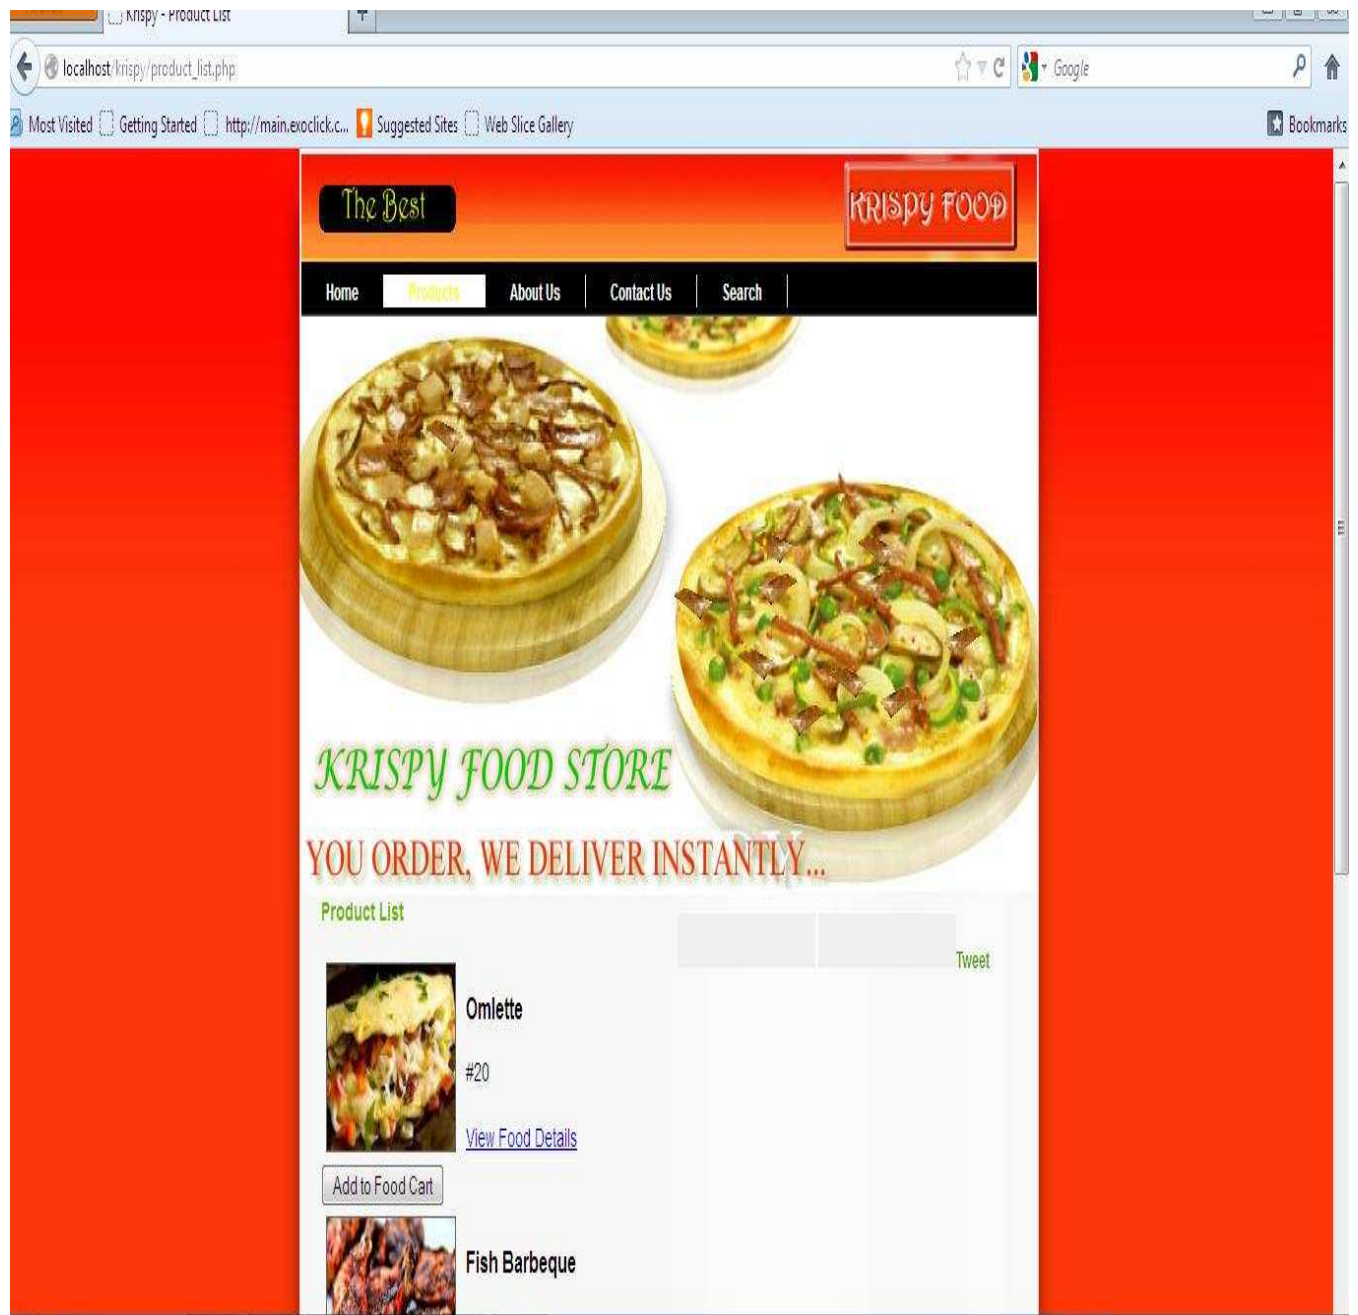 Krispy - Product List
localhost/krispy/product_list.php
Google
Most Visited Getting Started http://main.exoclick.c... Suggested Sites Web Slice Gallery Bookmarks
The Best KRISPY FOOD
Home Products About Us Contact Us Search
KRISPY FOOD STORE
YOU ORDER, WE DELIVER INSTANTLY...
Product List
Tweet
Omlette
#20
View Food Details
Add to Food Cart
Fish Barbeque